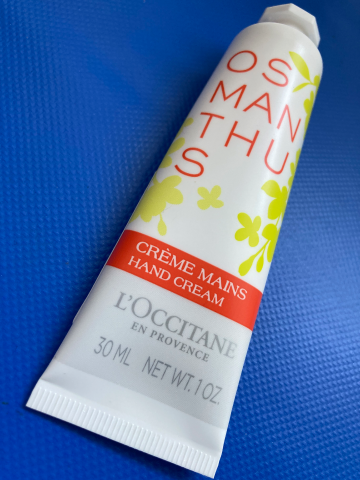 OS
MAN
THU
S
CRÈME MAINS
HAND CREAM
L'OCCITANE
EN PROVENCE
30 ML NET WT. 1 OZ.